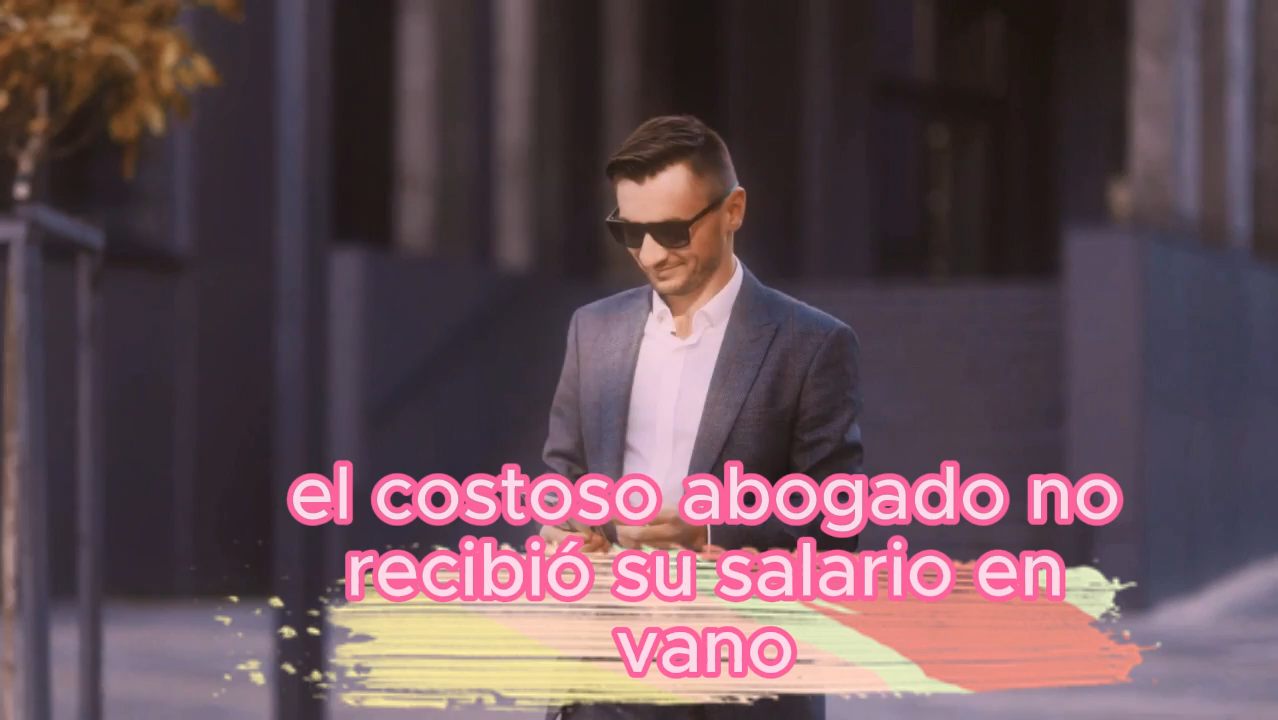 el costoso abogado no
recibió su salario en
vano